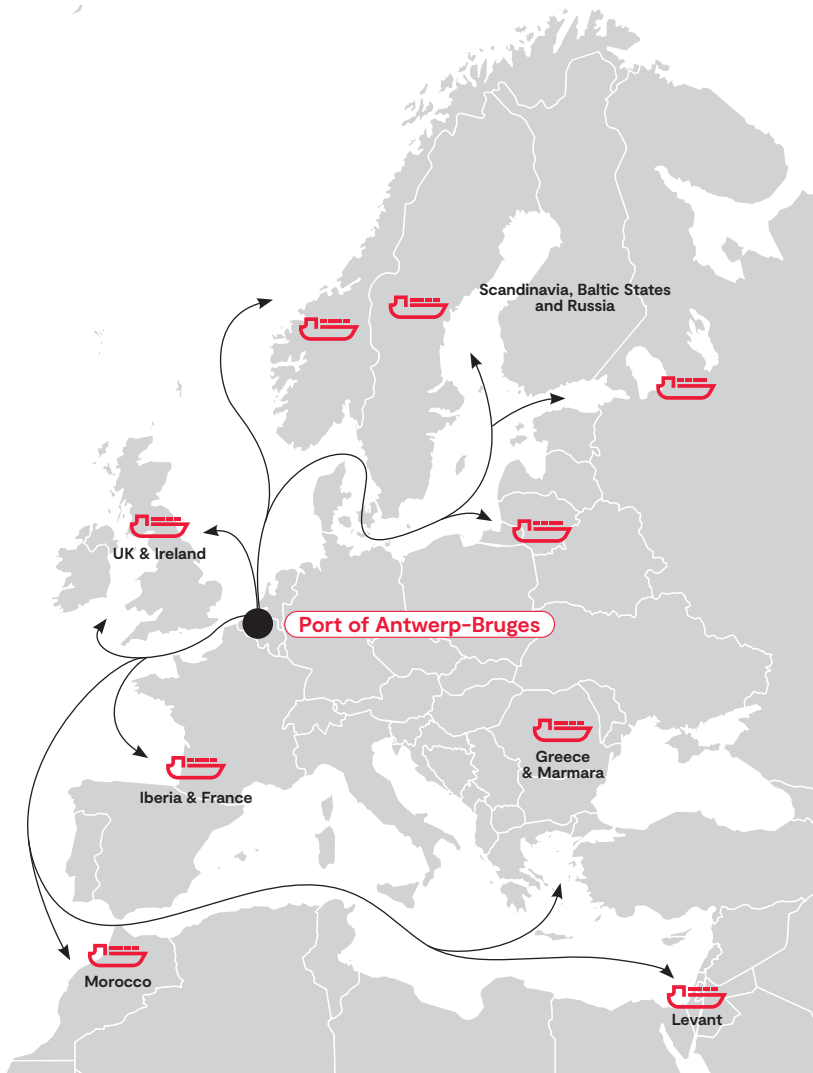 Scandinavia, Baltic States
and Russia
UK & Ireland
Port of Antwerp-Bruges
Greece
& Marmara
Iberia & France
Morocco
Levant